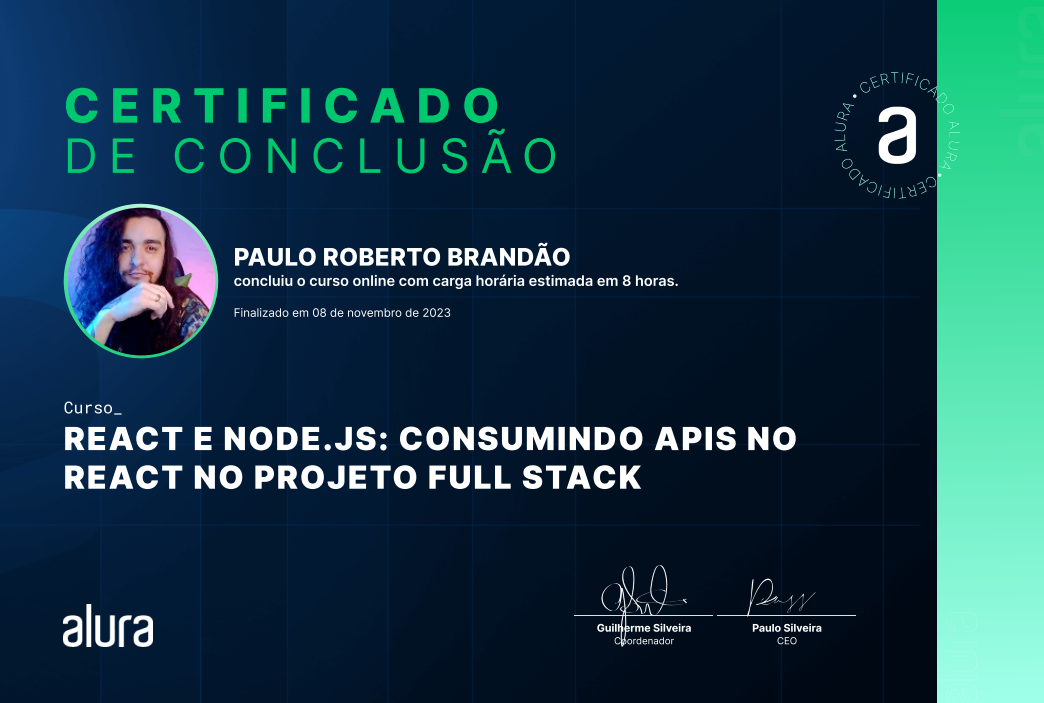 CERTIFICADO
DE CONCLUSÃO
CERTIFICADO ALURA • CERTIFICADO ALURA •
a
PAULO ROBERTO BRANDÃO
concluiu o curso online com carga horária estimada em 8 horas.
Finalizado em 08 de novembro de 2023
Curso_
REACT E NODE.JS: CONSUMINDO APIS NO
REACT NO PROJETO FULL STACK
alura
Guilherme Silveira
Coordenador
Paulo Silveira
CEO